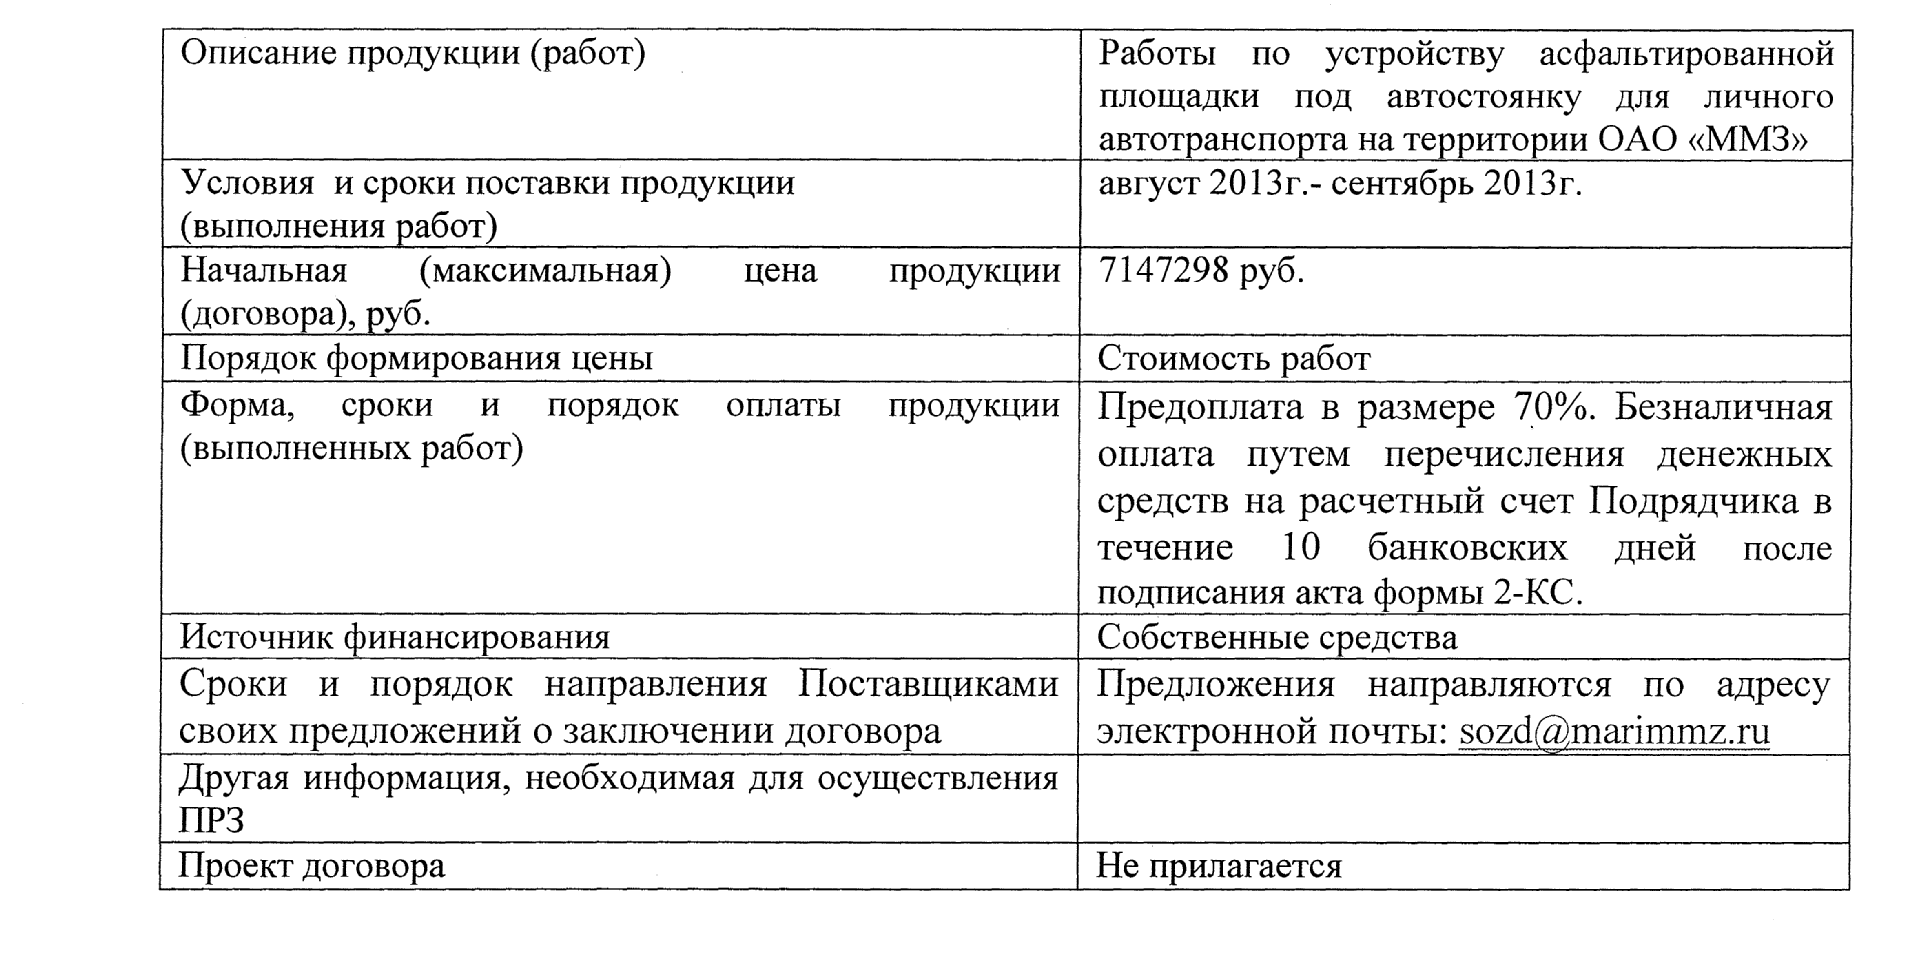 Описание продукции (работ)
Работы по устройству асфальтированной
площадки под автостоянку для личного
автотранспорта на территории ОАО «ММЗ»
Условия и сроки поставки продукции
(выполнения работ)
август 2013г.- сентябрь 2013г.
Начальная (максимальная) цена продукции
(договора), руб.
7147298 руб.
Порядок формирования цены
Стоимость работ
Форма, сроки и порядок оплаты продукции
(выполненных работ)
Предоплата в размере 70%. Безналичная
оплата путем перечисления денежных
средств на расчетный счет Подрядчика в
течение 10 банковских дней после
подписания акта формы 2-КС.
Источник финансирования
Собственные средства
Сроки и порядок направления Поставщиками
своих предложений о заключении договора
Предложения направляются по адресу
электронной почты: sozd@marimmz.ru
Другая информация, необходимая для осуществления
ПРЗ
Проект договора
Не прилагается